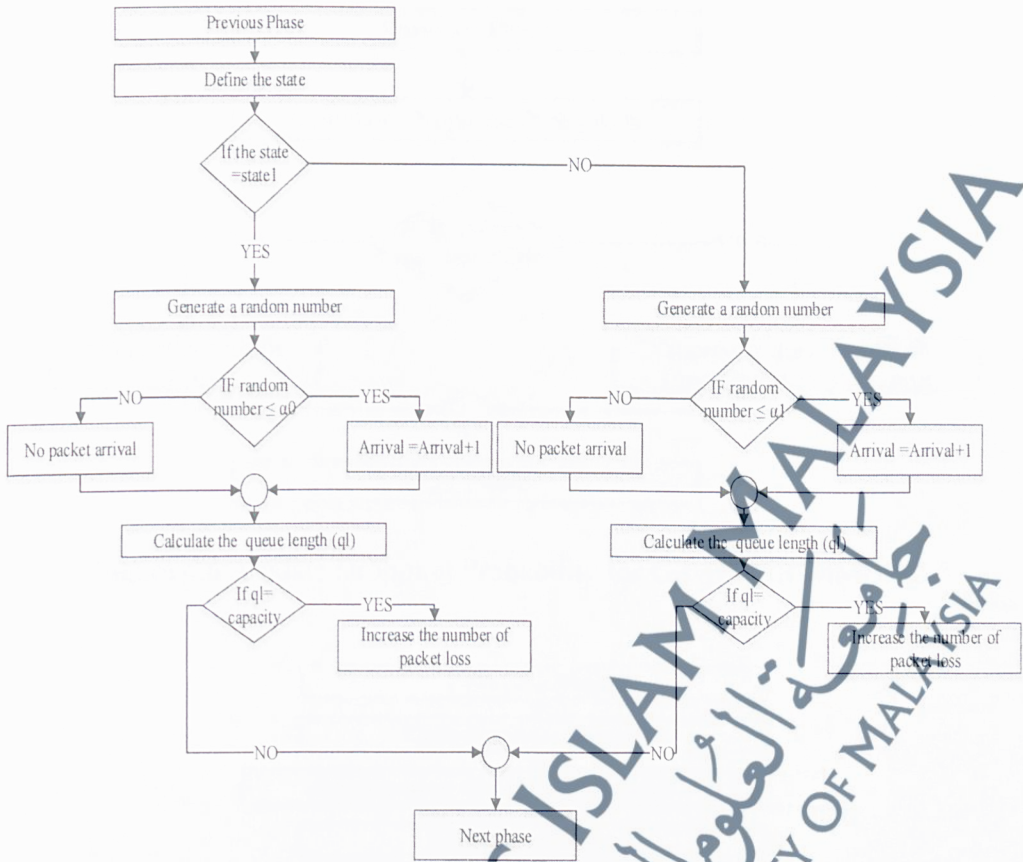 Previous Phase
Define the state
If the state
=state1
NO
YES
Generate a random number
Generate a random number
IF random
number ≤ α0
NO
YES
IF random
number ≤ α1
NO
YES
No packet arrival
Arrival =Arrival+1
No packet arrival
Arrival =Arrival+1
Calculate the queue length (ql)
Calculate the queue length (ql)
If ql=
capacity
YES
If ql=
capacity
YES
Increase the number of
packet loss
Increase the number of
packet loss
NO
NO
Next phase
ISLAM MALAYSIA
جامعة العلوم
TY OF MALAYSIA